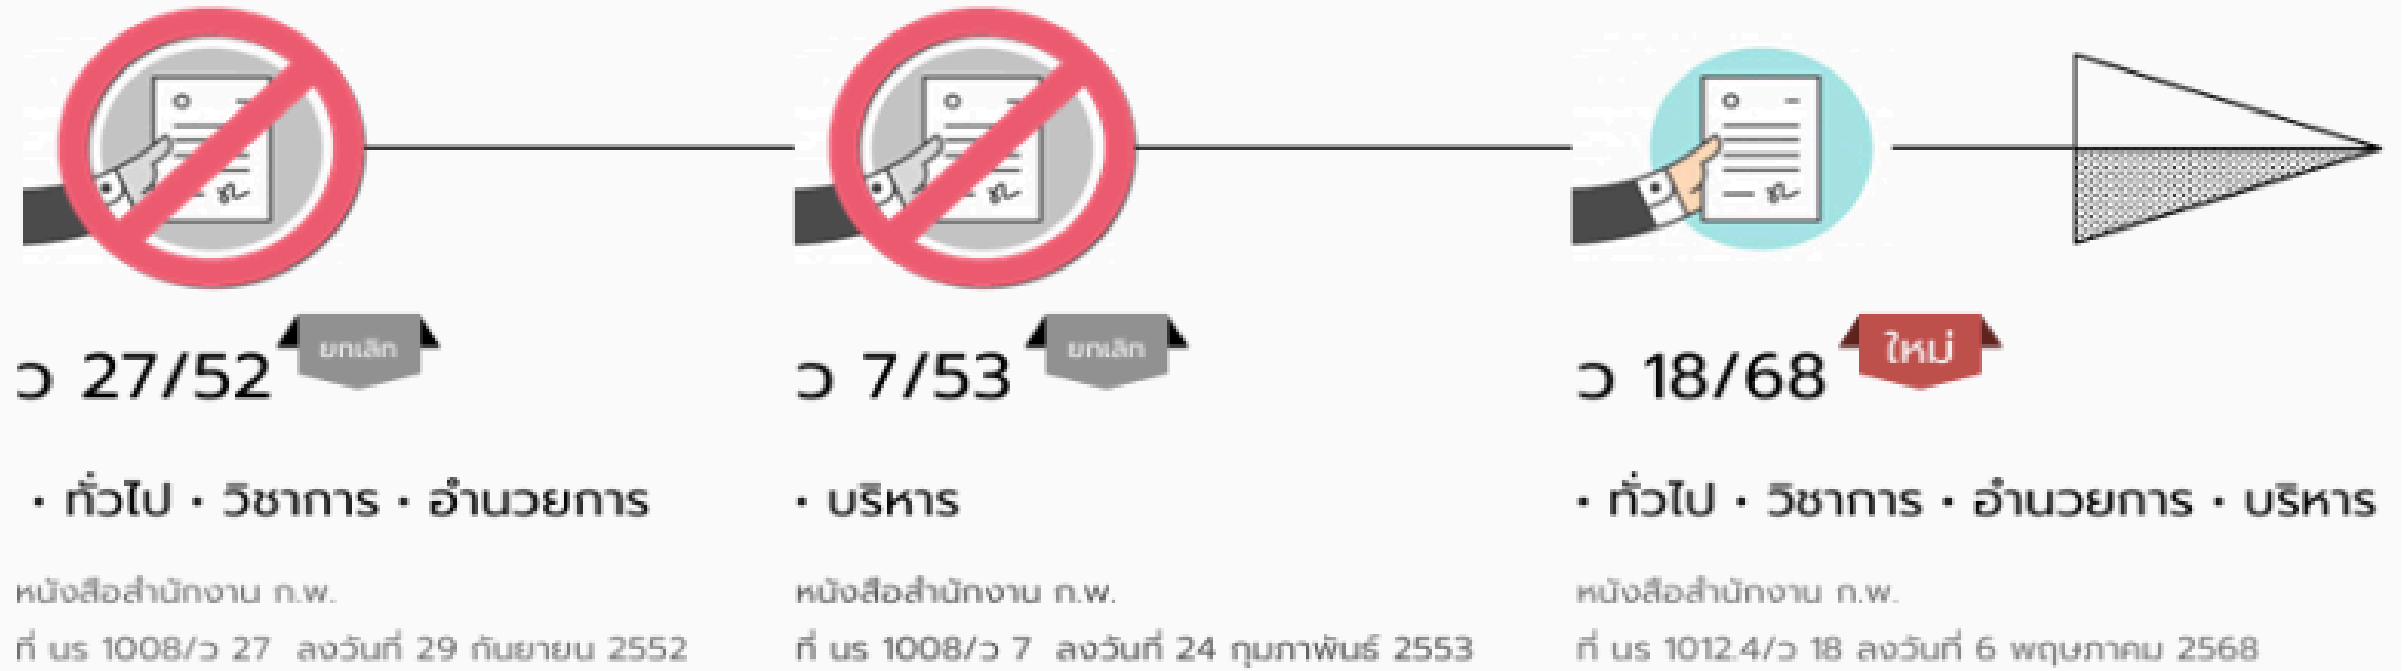 ว 27/52 ยกเลิก
• ทั่วไป • วิชาการ • อำนวยการ
หนังสือสำนักงาน ก.พ.
ที่ นร 1008/ว 27 ลงวันที่ 29 กันยายน 2552
ว 7/53 ยกเลิก
• บริหาร
หนังสือสำนักงาน ก.พ.
ที่ นร 1008/ว 7 ลงวันที่ 24 กุมภาพันธ์ 2553
ว 18/68 ใหม่
• ทั่วไป • วิชาการ • อำนวยการ • บริหาร
หนังสือสำนักงาน ก.พ.
ที่ นร 1012.4/ว 18 ลงวันที่ 6 พฤษภาคม 2568